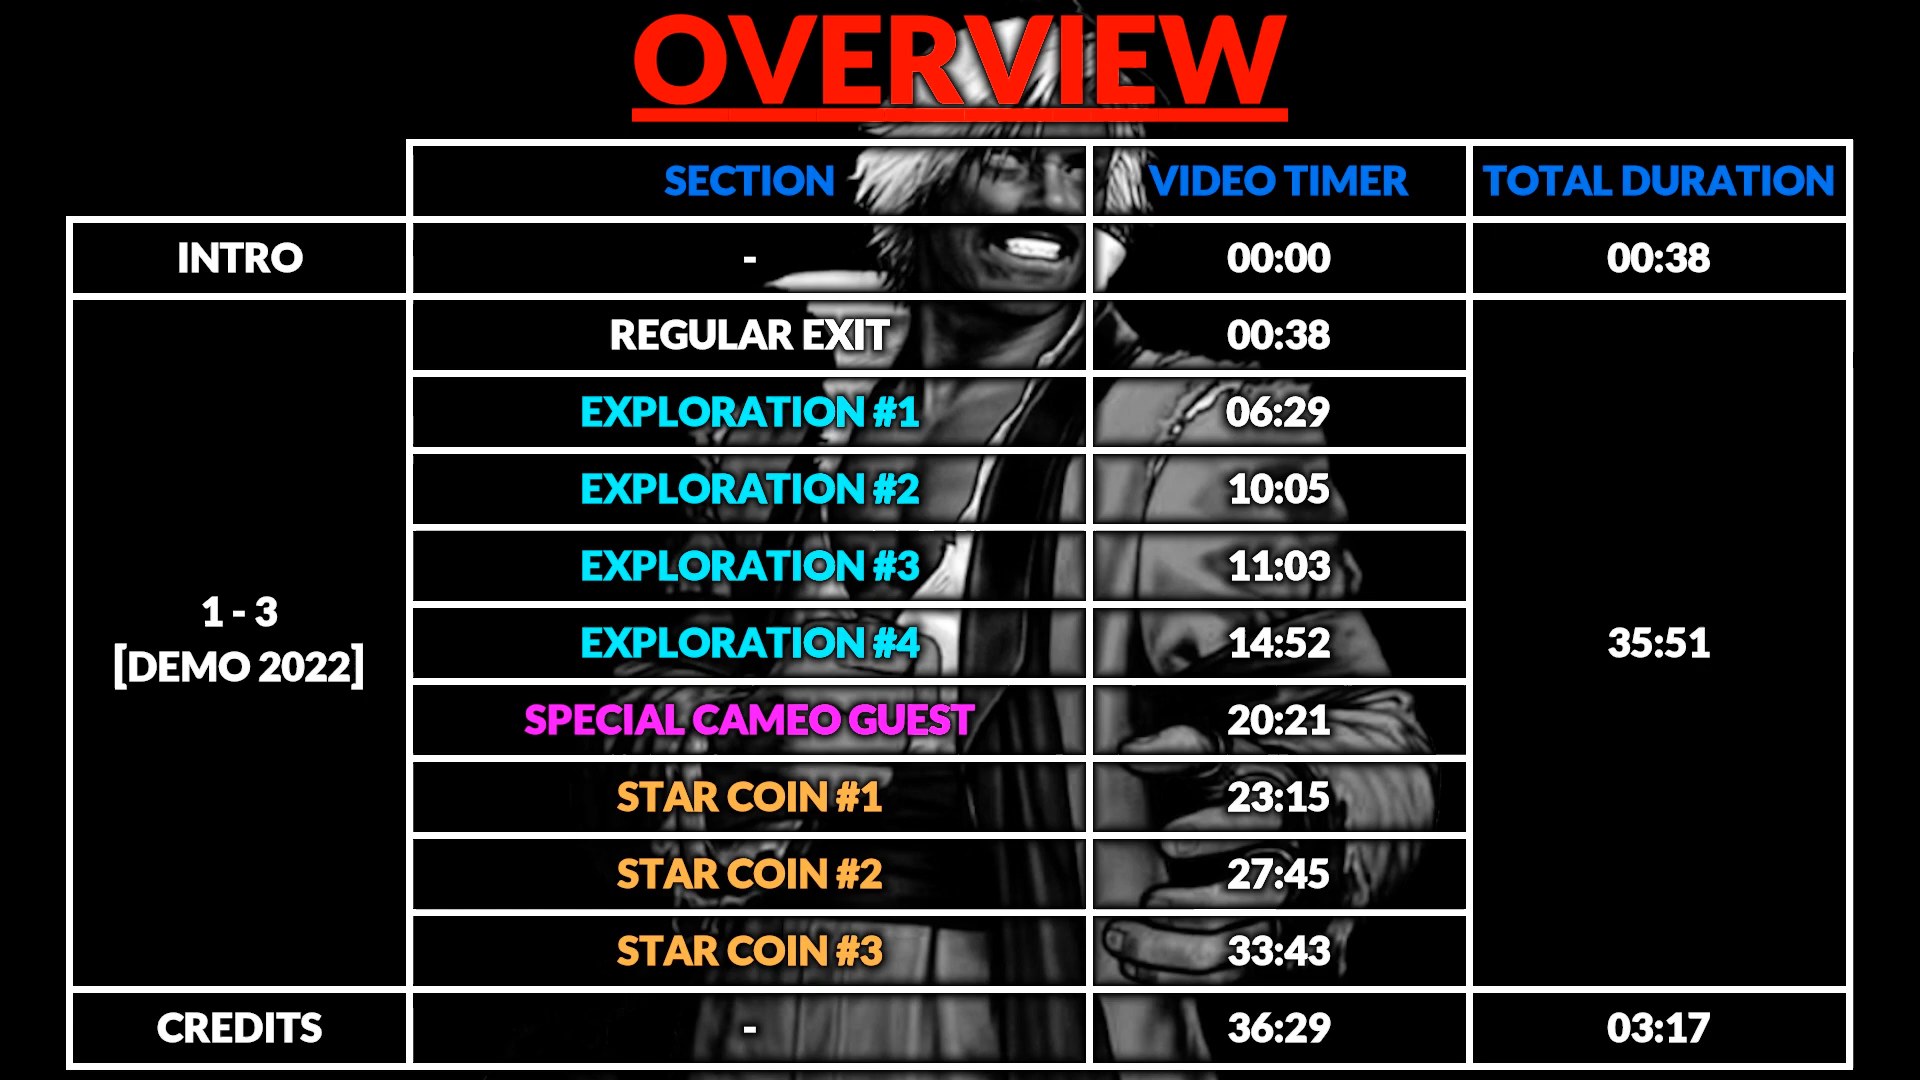 OVERVIEW
SECTION VIDEO TIMER TOTAL DURATION
INTRO - 00:00 00:38
REGULAR EXIT 00:38
EXPLORATION #1 06:29
EXPLORATION #2 10:05
EXPLORATION #3 11:03
1 - 3
[DEMO 2022]
EXPLORATION #4 14:52 35:51
SPECIAL CAMEO GUEST 20:21
STAR COIN #1 23:15
STAR COIN #2 27:45
STAR COIN #3 33:43
CREDITS - 36:29 03:17